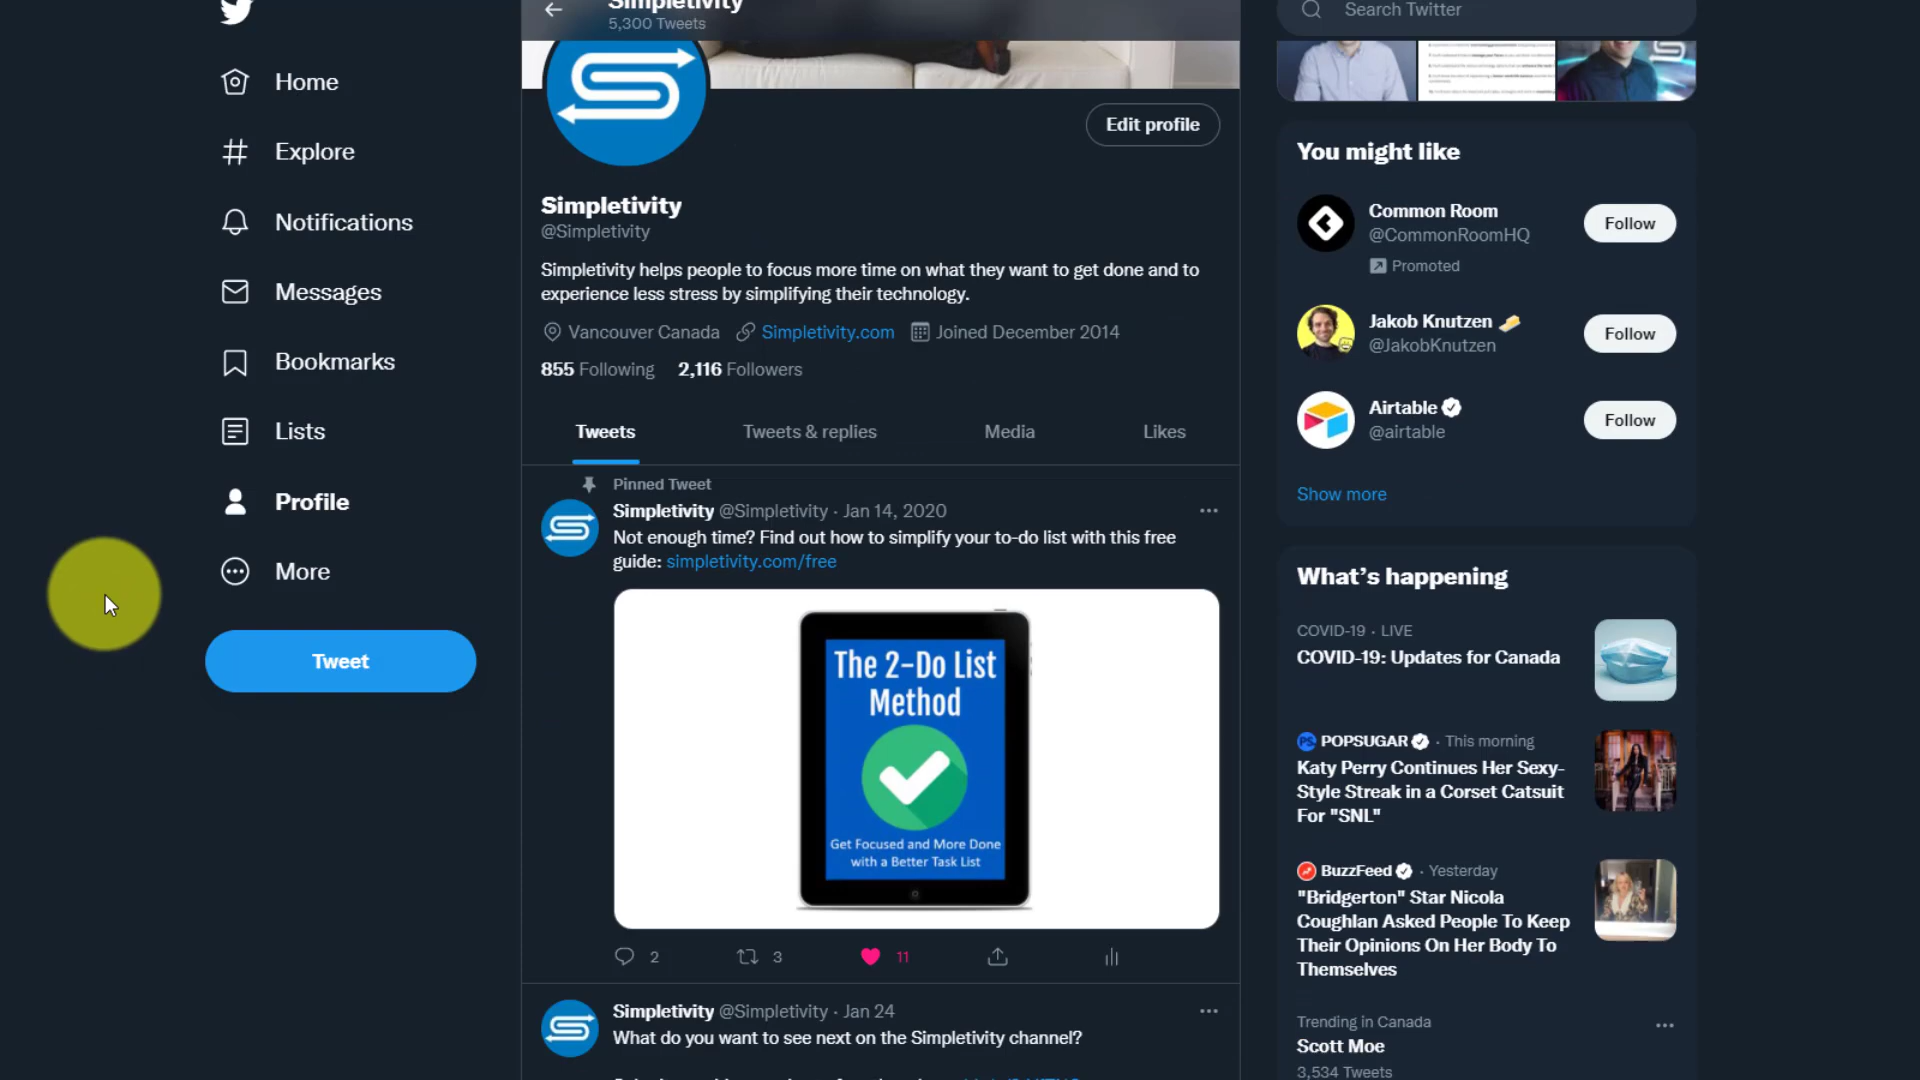 Home
Explore
Notifications
Messages
Bookmarks
Lists
Profile
More
Tweet
Simpletivity
5,300 Tweets
Edit profile
Simpletivity
@Simpletivity
Simpletivity helps people to focus more time on what they want to get done and to
experience less stress by simplifying their technology.
Vancouver Canada Simpletivity.com Joined December 2014
855 Following 2,116 Followers
Tweets Tweets & replies Media Likes
Pinned Tweet
Simpletivity @Simpletivity · Jan 14, 2020
Not enough time? Find out how to simplify your to-do list with this free
guide: simpletivity.com/free
The 2-Do List
Method
Get Focused and More Done
with a Better Task List
2 3 11
Simpletivity @Simpletivity · Jan 24
What do you want to see next on the Simpletivity channel?
Search Twitter
You might like
Common Room
@CommonRoomHQ
Promoted
Follow
Jakob Knutzen
@JakobKnutzen
Follow
Airtable
@airtable
Follow
Show more
What's happening
COVID-19 · LIVE
COVID-19: Updates for Canada
POPSUGAR · This morning
Katy Perry Continues Her Sexy-
Style Streak in a Corset Catsuit
For "SNL"
BuzzFeed · Yesterday
"Bridgerton" Star Nicola
Coughlan Asked People To Keep
Their Opinions On Her Body To
Themselves
Trending in Canada
Scott Moe
3,534 Tweets